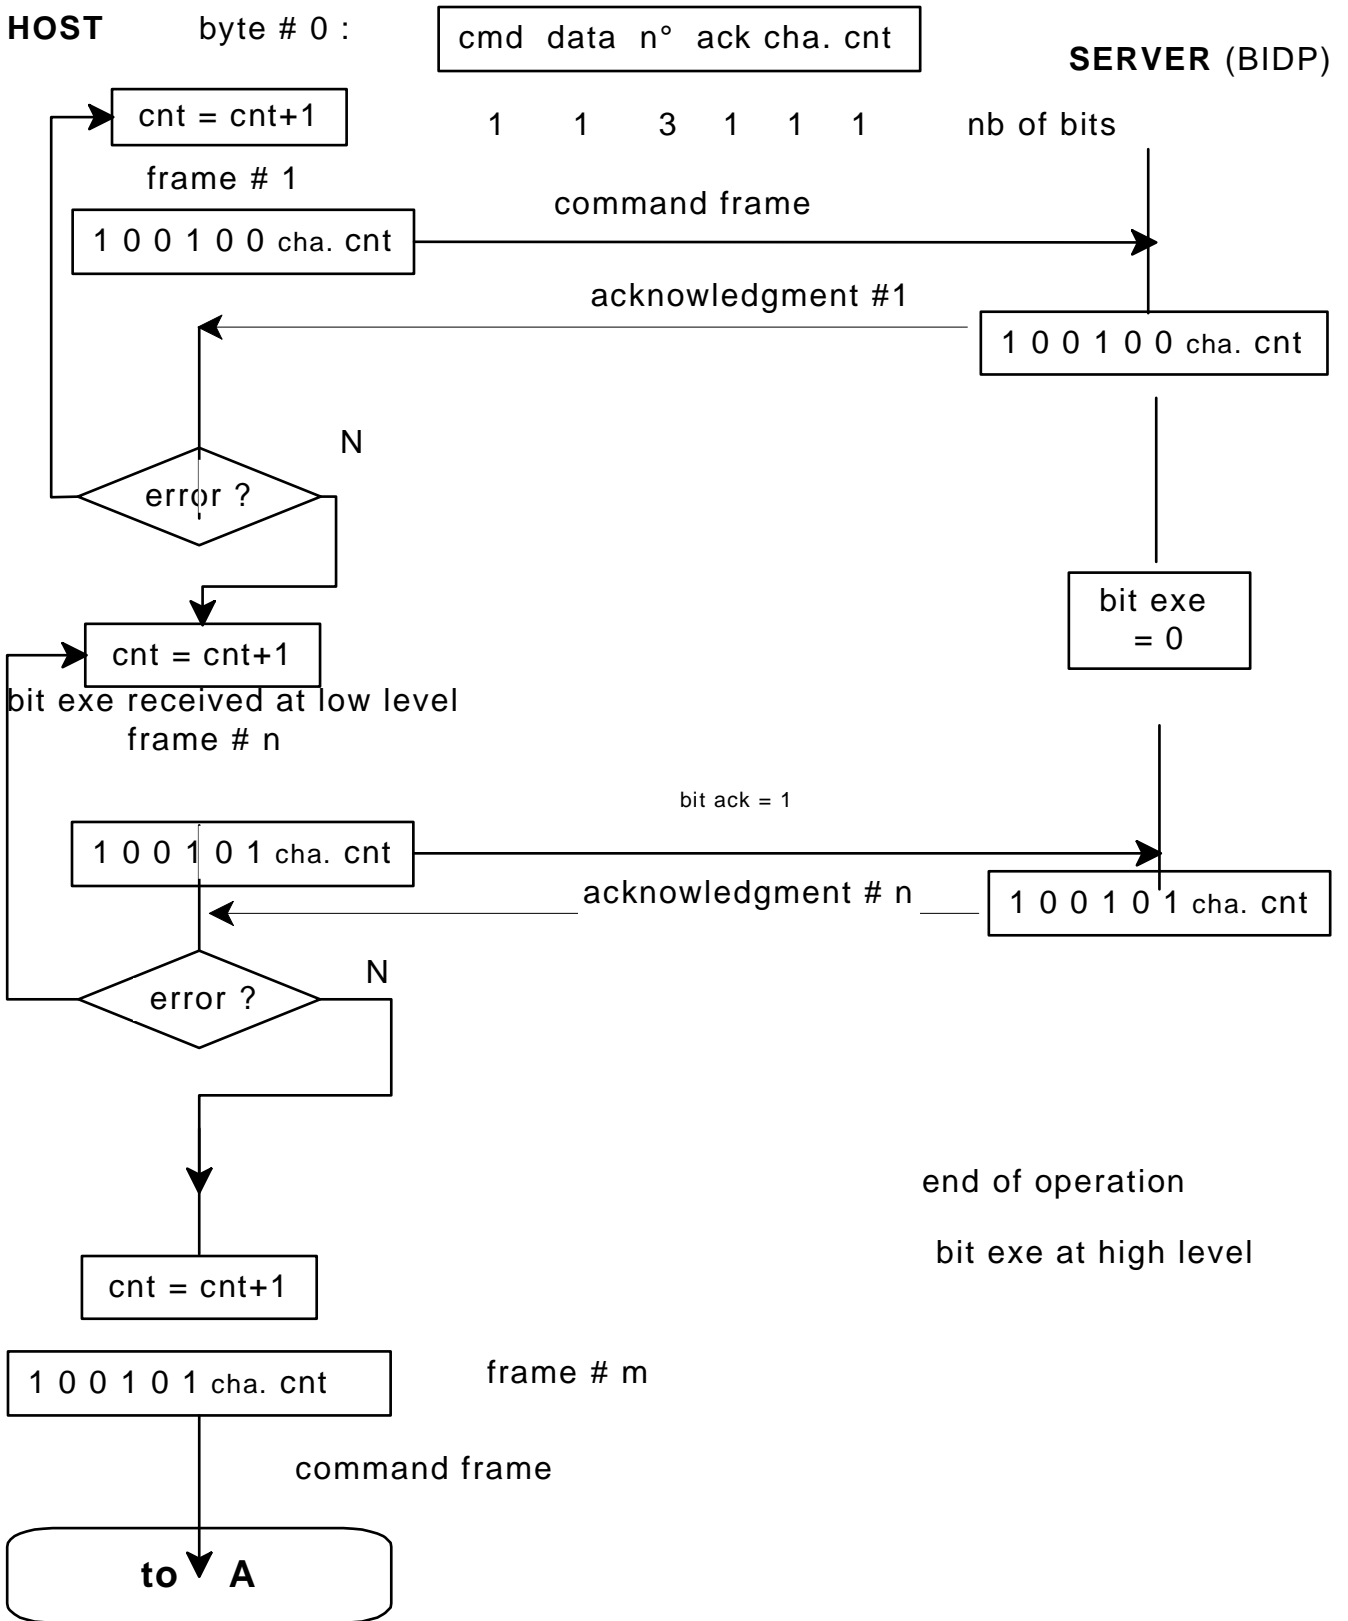 HOST byte # 0 : cmd data n° ack cha. cnt
SERVER (BIDP)
cnt = cnt+1
1 1 3 1 1 1 nb of bits
frame # 1
command frame
1 0 0 1 0 0 cha. cnt
acknowledgment #1
1 0 0 1 0 0 cha. cnt
N
error ?
bit exe
= 0
cnt = cnt+1
bit exe received at low level
frame # n
bit ack = 1
1 0 0 1 0 1 cha. cnt
acknowledgment # n
1 0 0 1 0 1 cha. cnt
N
error ?
end of operation
bit exe at high level
cnt = cnt+1
frame # m
1 0 0 1 0 1 cha. cnt
command frame
to A